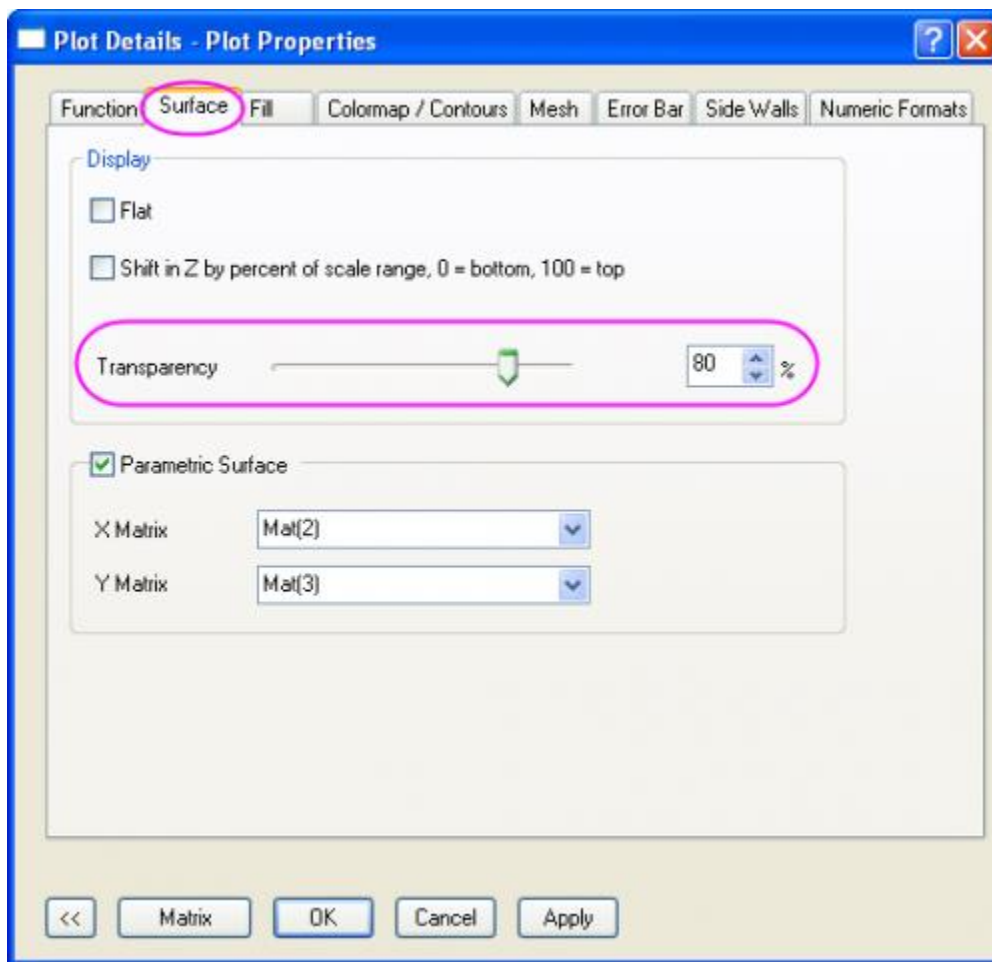 Plot Details - Plot Properties
Function Surface Fill Colormap / Contours Mesh Error Bar Side Walls Numeric Formats
Display
Flat
Shift in Z by percent of scale range, 0 = bottom, 100 = top
Transparency 80 %
Parametric Surface
X Matrix Mat(2)
Y Matrix Mat(3)
<< Matrix OK Cancel Apply